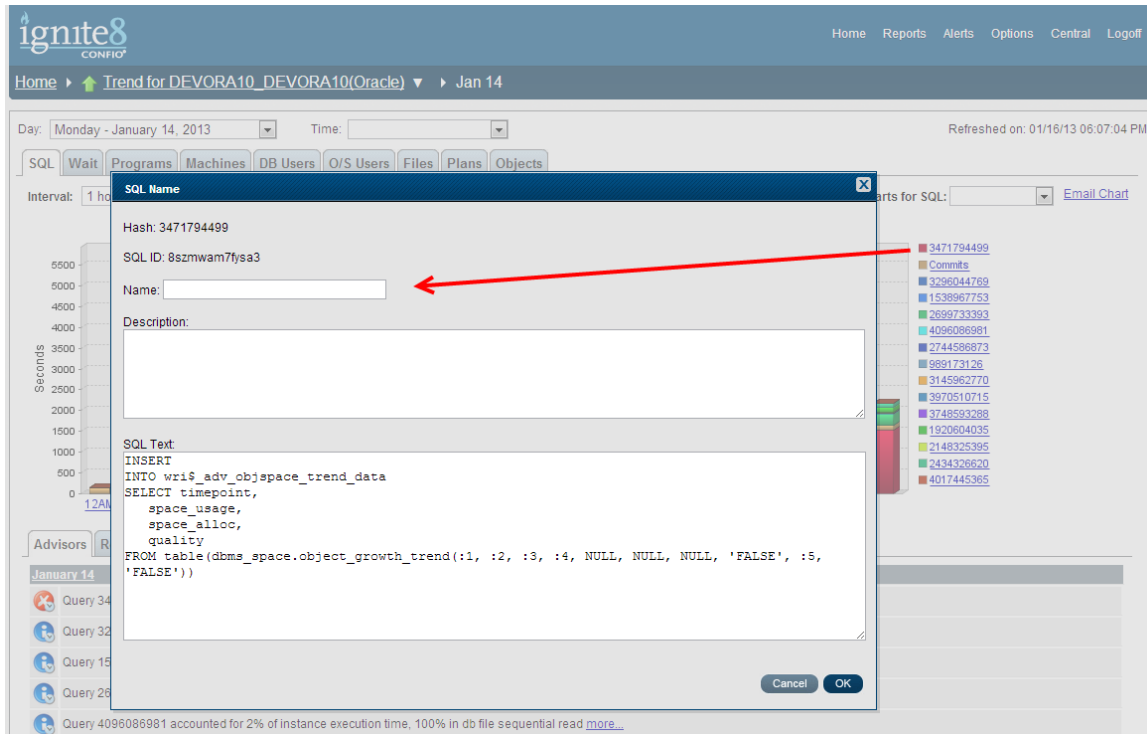 ignite8
CONFIO
Home Reports Alerts Options Central Logoff
Home Trend for DEVORA10_DEVORA10(Oracle) ▼ Jan 14
Day: Monday - January 14, 2013 Time: Refreshed on: 01/16/13 06:07:04 PM
SQL Wait Programs Machines DB Users O/S Users Files Plans Objects
SQL Name
Interval: 1 ho arts for SQL: Email Chart
Hash: 3471794499
SQL ID: 8szmwam7fysa3
Name:
Description:
SQL Text:
INSERT
INTO wri$_adv_objspace_trend_data
SELECT timepoint,
space_usage,
space_alloc,
quality
FROM table(dbms_space.object_growth_trend(:1, :2, :3, :4, NULL, NULL, NULL, 'FALSE', :5,
'FALSE'))
Cancel OK
Seconds
5500
5000
4500
4000
3500
3000
2500
2000
1500
1000
500
0
12AM
3471794499
Commits
3296044769
1538967753
2699733393
4096086981
2744586873
989173126
3145962770
3970510715
3748593288
1920604035
2148325395
2434326620
4017445365
Advisors R
January 14
Query 34
Query 32
Query 15
Query 26
Query 4096086981 accounted for 2% of instance execution time, 100% in db file sequential read more...